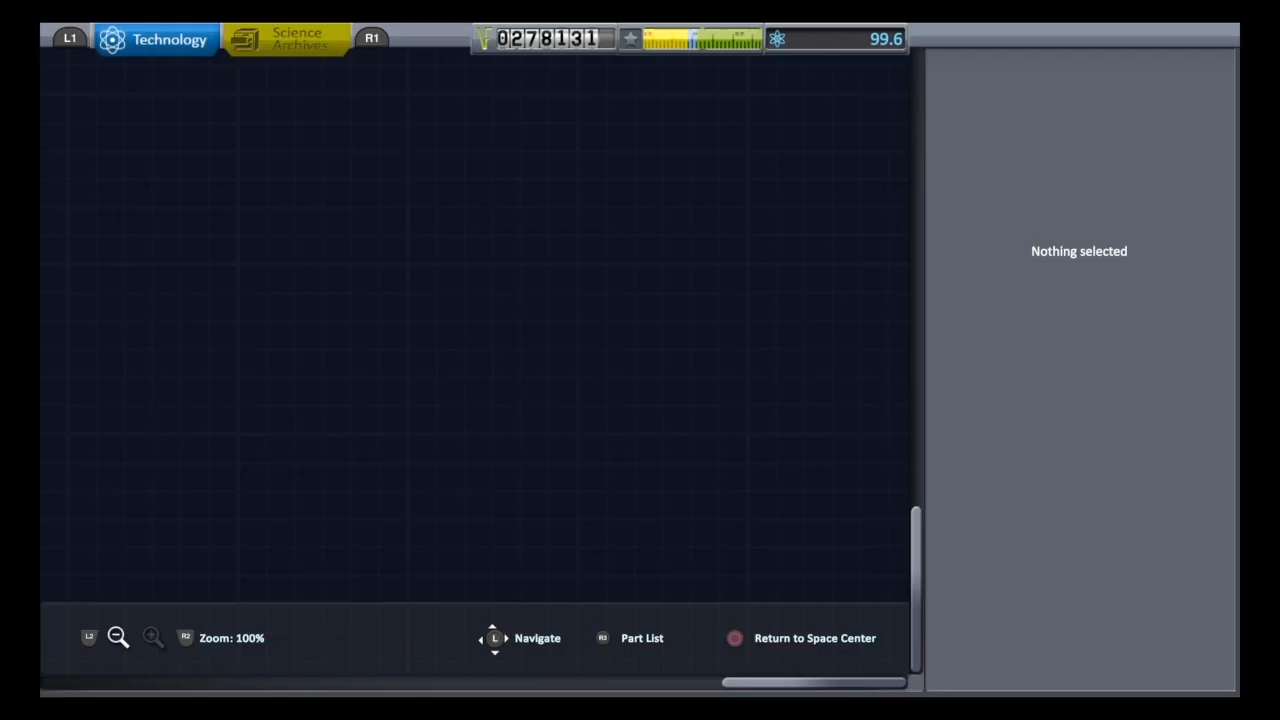 L1
Technology
Science
Archives
R1
0278131
99.6
Nothing selected
L2
R2
Zoom: 100%
L
Navigate
R3
Part List
Return to Space Center